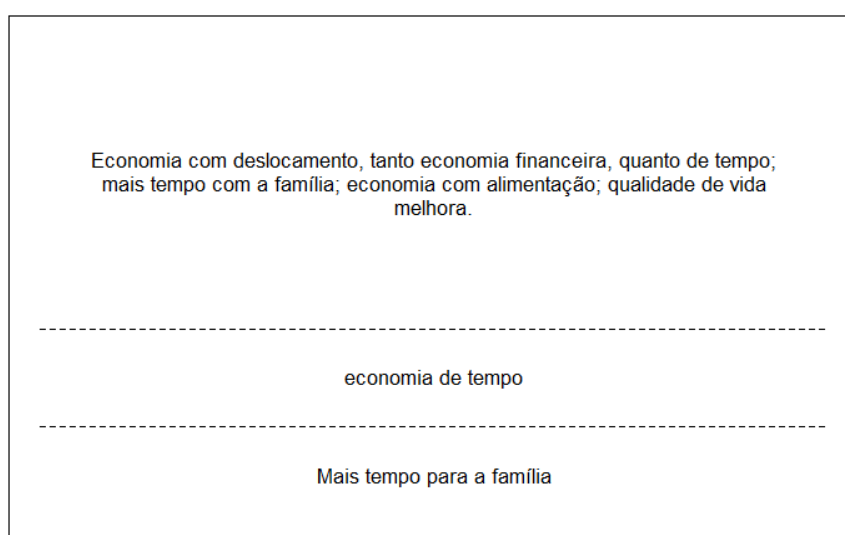 Economia com deslocamento, tanto economia financeira, quanto de tempo;
mais tempo com a família; economia com alimentação; qualidade de vida
melhora.
economia de tempo
Mais tempo para a família